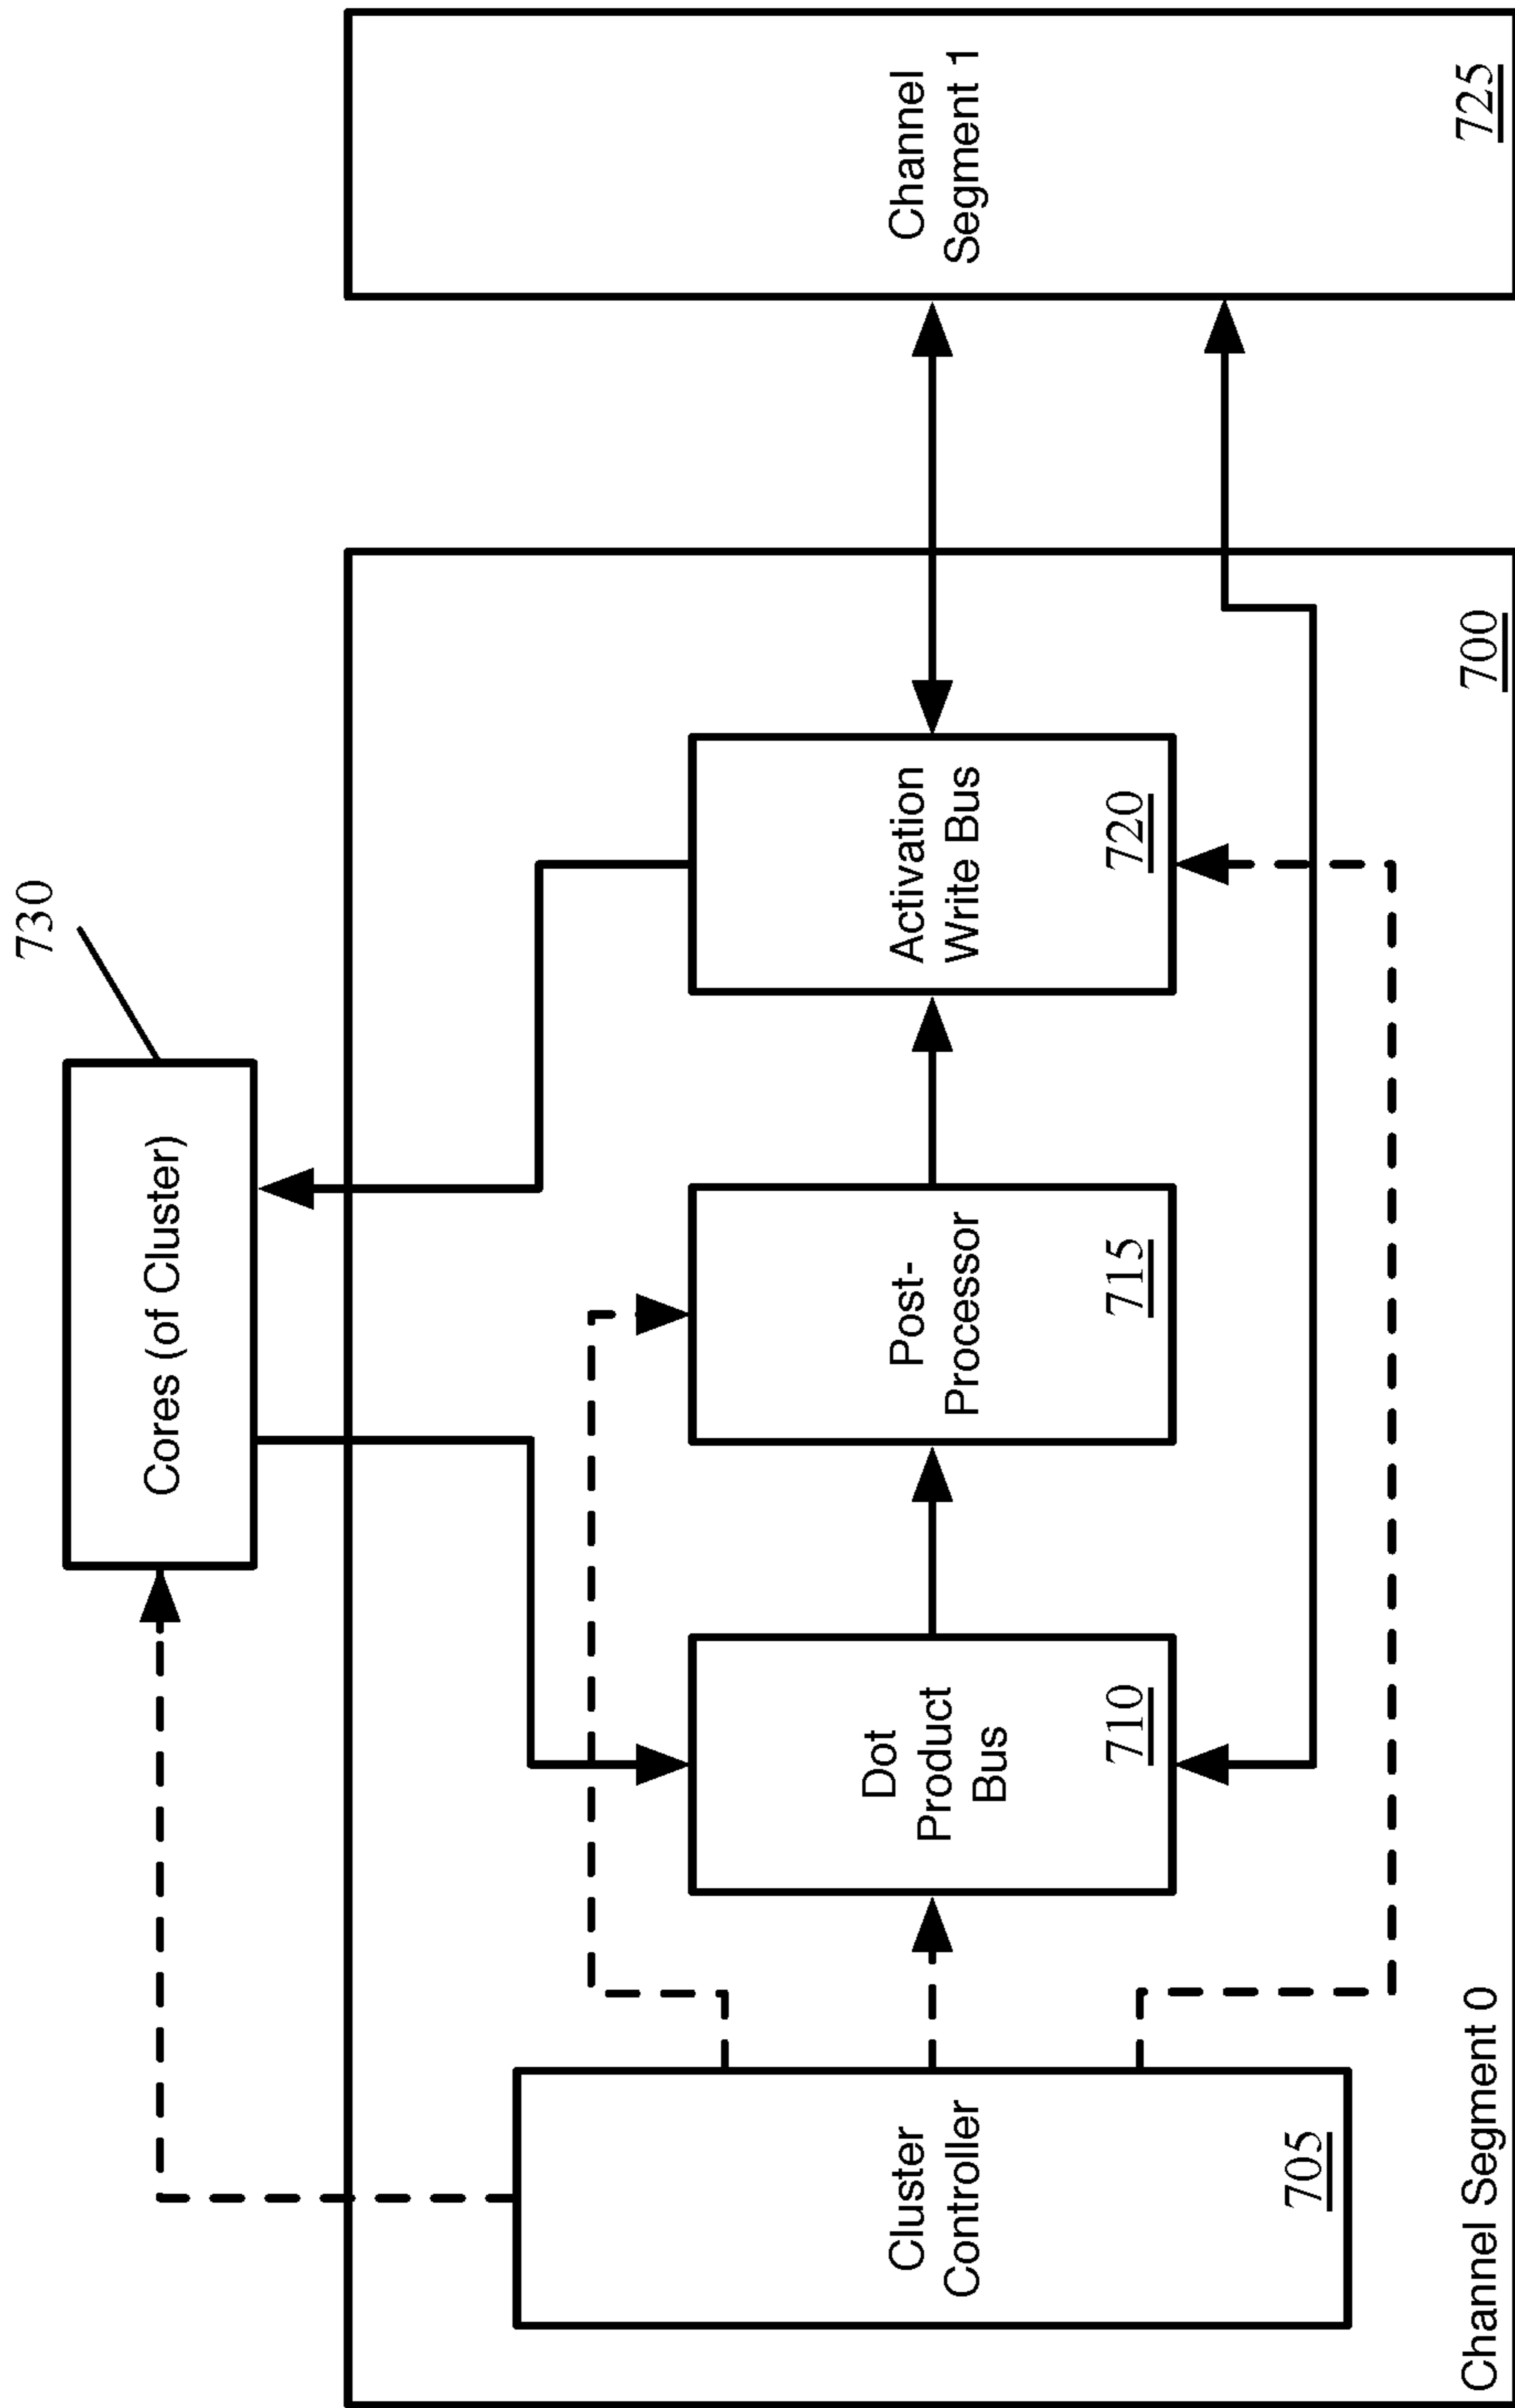 730
Cores (of Cluster)
Cluster
Controller
705
Dot
Product
Bus
710
Post-
Processor
715
Activation
Write Bus
720
Channel
Segment 1
725
Channel Segment 0
700